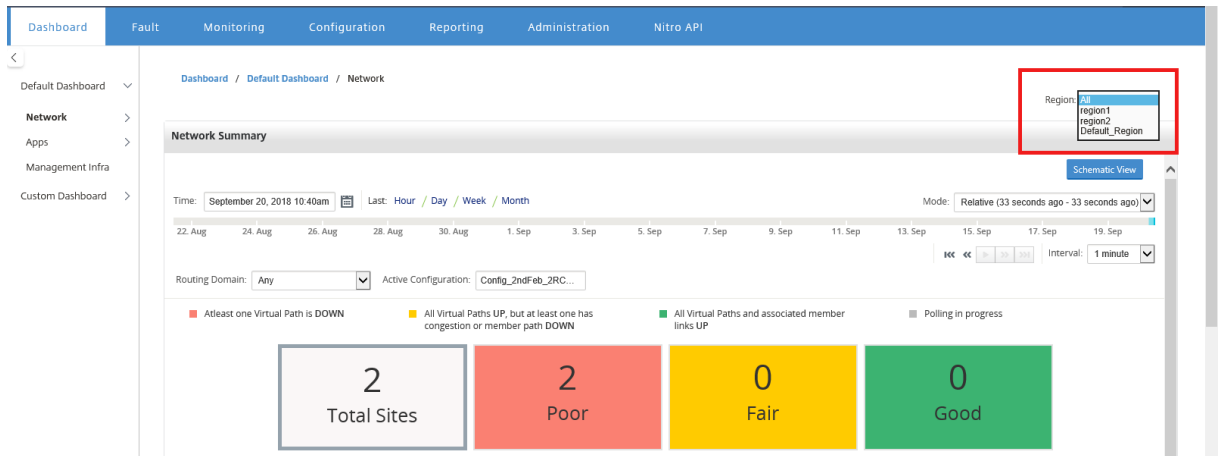 Dashboard Fault Monitoring Configuration Reporting Administration Nitro API
Default Dashboard
Network
Apps
Management Infra
Custom Dashboard
Dashboard / Default Dashboard / Network
Region: All
region1
region2
Default_Region
Network Summary
Schematic View
Time: September 20, 2018 10:40am Last: Hour / Day / Week / Month Mode: Relative (33 seconds ago - 33 seconds ago)
22. Aug 24. Aug 26. Aug 28. Aug 30. Aug 1. Sep 3. Sep 5. Sep 7. Sep 9. Sep 11. Sep 13. Sep 15. Sep 17. Sep 19. Sep
Interval: 1 minute
Routing Domain: Any Active Configuration: Config_2ndFeb_2RC...
Atleast one Virtual Path is DOWN
All Virtual Paths UP, but at least one has
congestion or member path DOWN
All Virtual Paths and associated member
links UP
Polling in progress
2
Total Sites
2
Poor
0
Fair
0
Good